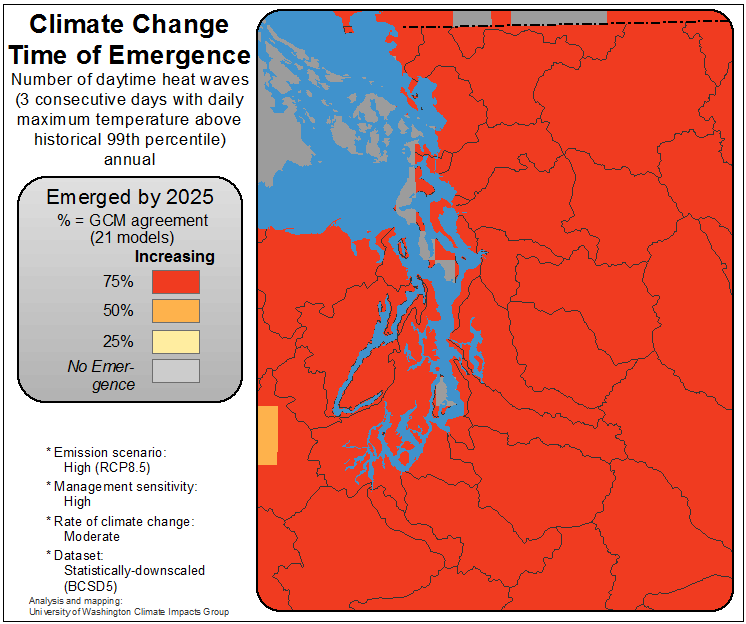 Climate Change
Time of Emergence
Number of daytime heat waves
(3 consecutive days with daily
maximum temperature above
historical 99th percentile)
annual
Emerged by 2025
% = GCM agreement
(21 models)
Increasing
75%
50%
25%
No Emer-
gence
* Emission scenario:
High (RCP8.5)
* Management sensitivity:
High
* Rate of climate change:
Moderate
* Dataset:
Statistically-downscaled
(BCSD5)
Analysis and mapping:
University of Washington Climate Impacts Group